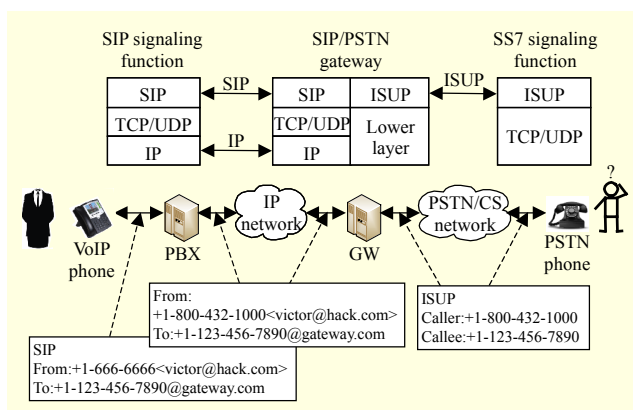 SIP signaling
function
SIP/PSTN
gateway
SS7 signaling
function
SIP
TCP/UDP
IP
SIP
IP
SIP
TCP/UDP
IP
ISUP
Lower
layer
ISUP
ISUP
TCP/UDP
VoIP
phone
PBX
IP
network
GW
PSTN/CS
network
?
PSTN
phone
From:
+1-800-432-1000<victor@hack.com>
To:+1-123-456-7890@gateway.com
ISUP
Caller:+1-800-432-1000
Callee:+1-123-456-7890
SIP
From:+1-666-6666<victor@hack.com>
To:+1-123-456-7890@gateway.com